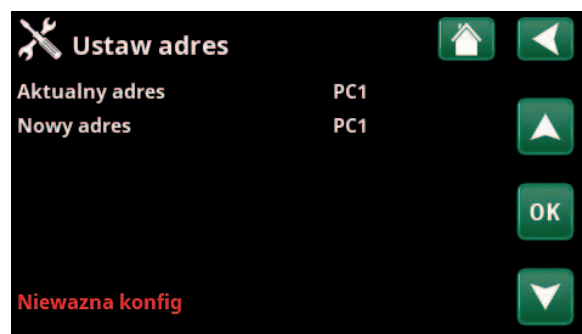 Ustaw adres
Aktualny adres PC1
Nowy adres PC1
OK
Niewazna konfig